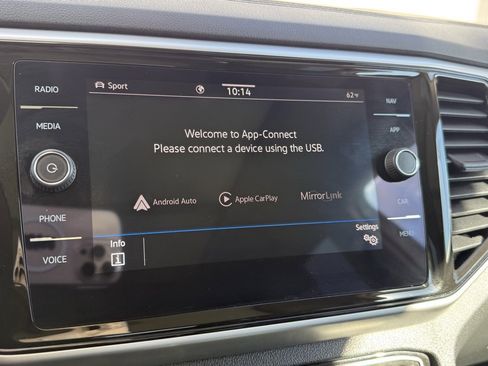 RADIO
MEDIA
PHONE
VOICE
Sport
10:14
62°F
Welcome to App-Connect
Please connect a device using the USB.
Android Auto
Apple CarPlay
MirrorLink
Info
Settings
NAV
APP
CAR
MENU